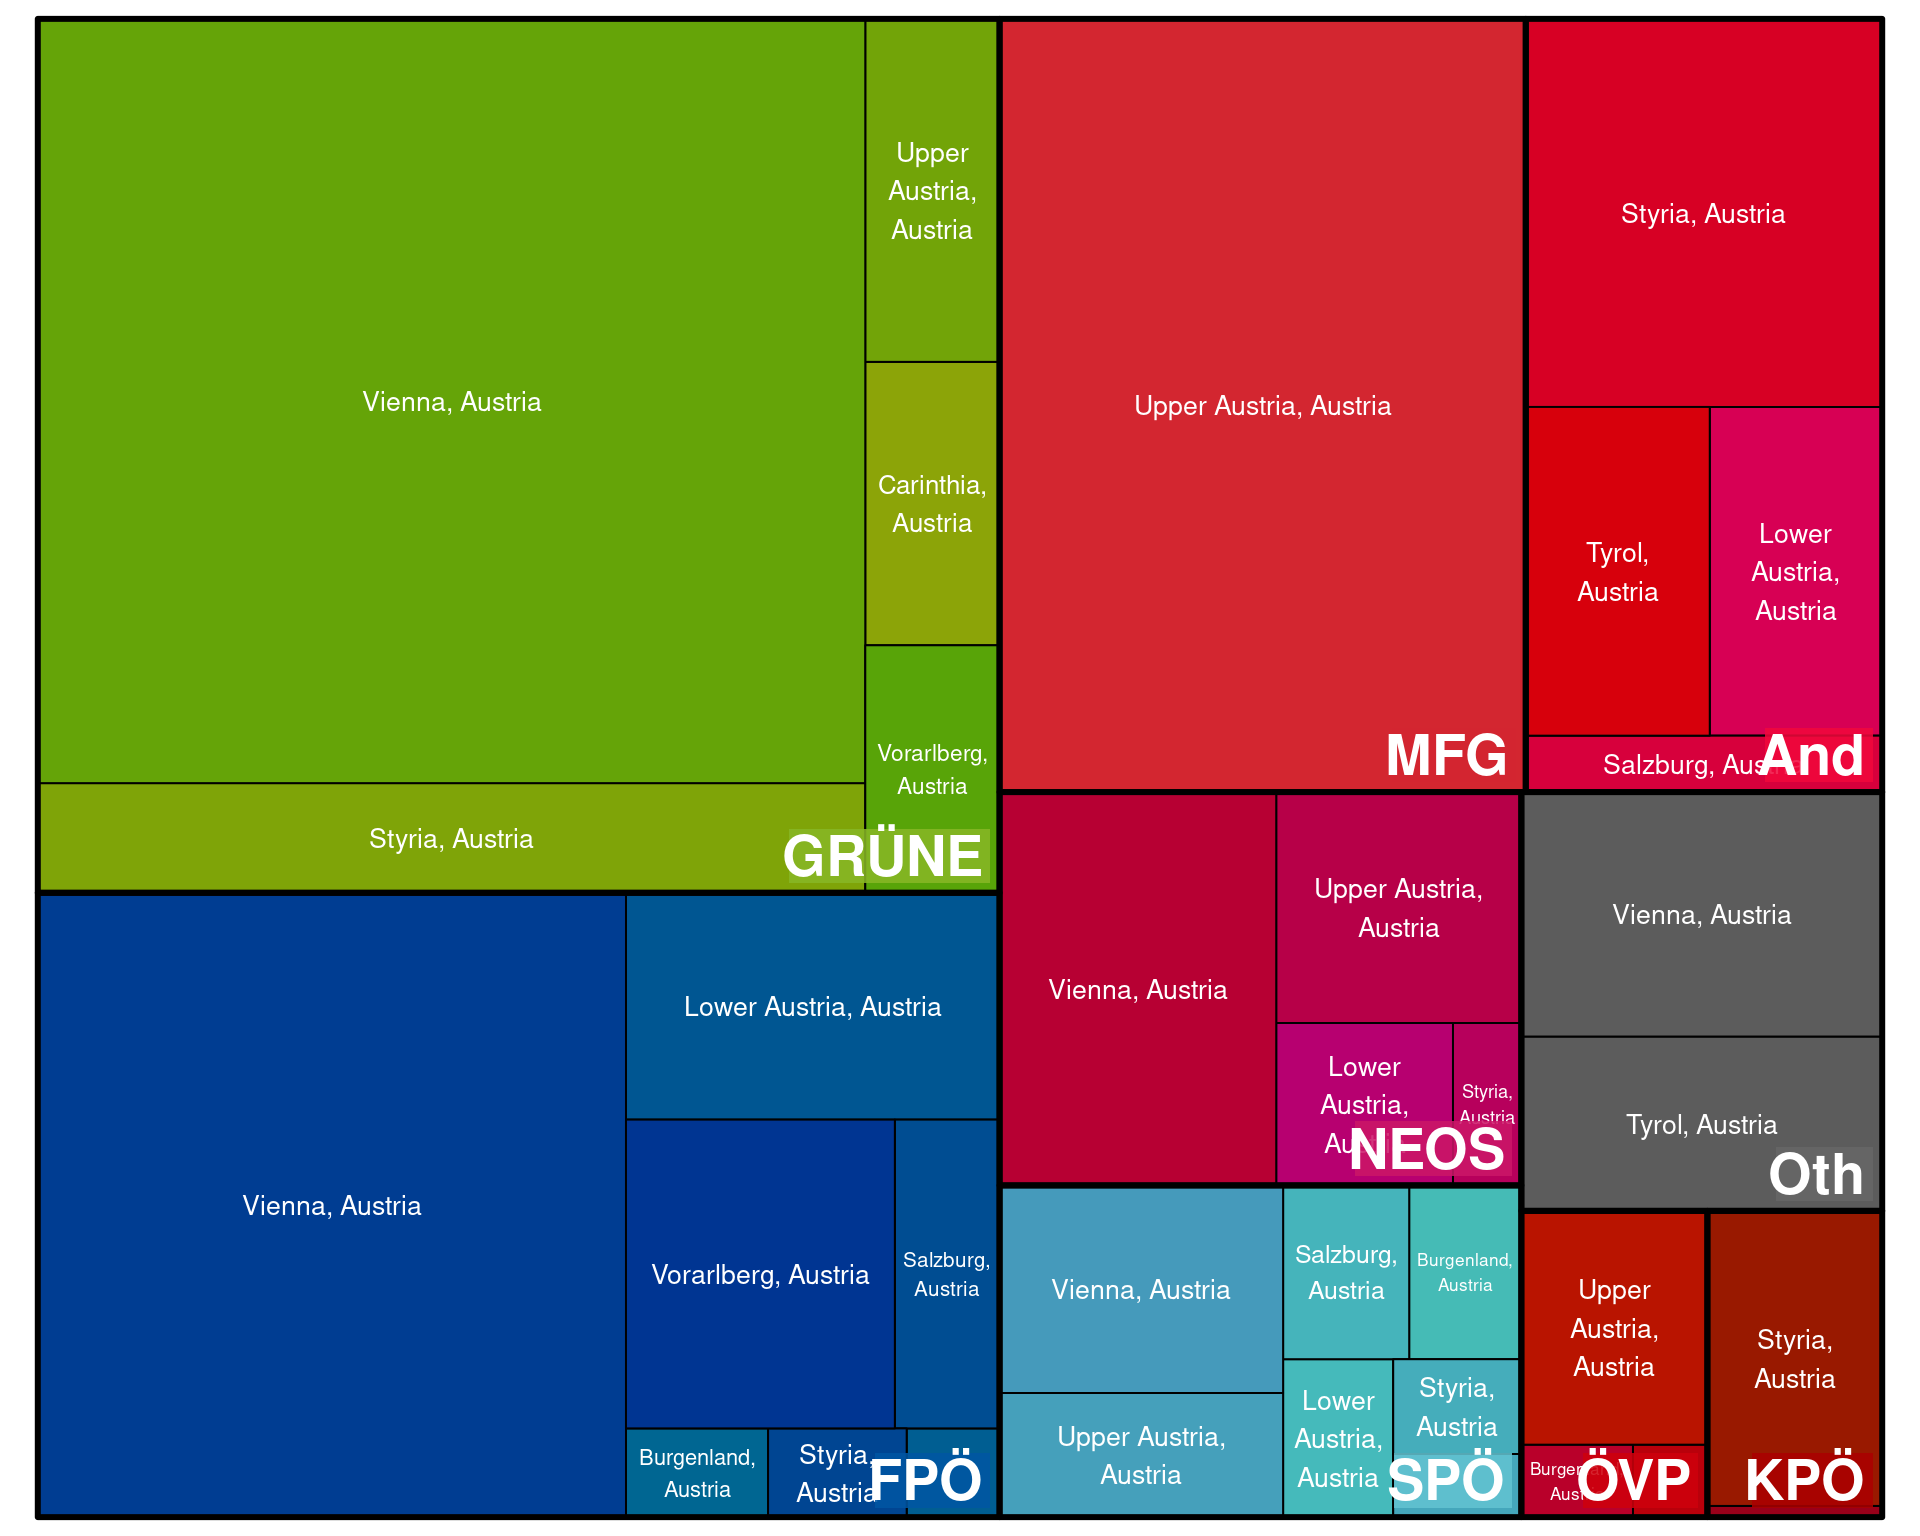 Vienna, Austria
Upper
Austria,
Austria
Carinthia,
Austria
Vorarlberg,
Austria
Styria, Austria
GRÜNE
Upper Austria, Austria
MFG
Styria, Austria
Tyrol,
Austria
Lower
Austria,
Austria
Salzburg, Austria
And
Vienna, Austria
Lower Austria, Austria
Vorarlberg, Austria
Salzburg,
Austria
Burgenland,
Austria
Styria,
Austria
FPÖ
Vienna, Austria
Upper Austria,
Austria
Lower
Austria,
Austria
Styria,
Austria
NEOS
Vienna, Austria
Tyrol, Austria
Oth
Vienna, Austria
Upper Austria,
Austria
Salzburg,
Austria
Burgenland,
Austria
Lower
Austria,
Austria
Styria,
Austria
SPÖ
Upper
Austria,
Austria
Burgenland,
Austria
ÖVP
Styria,
Austria
KPÖ